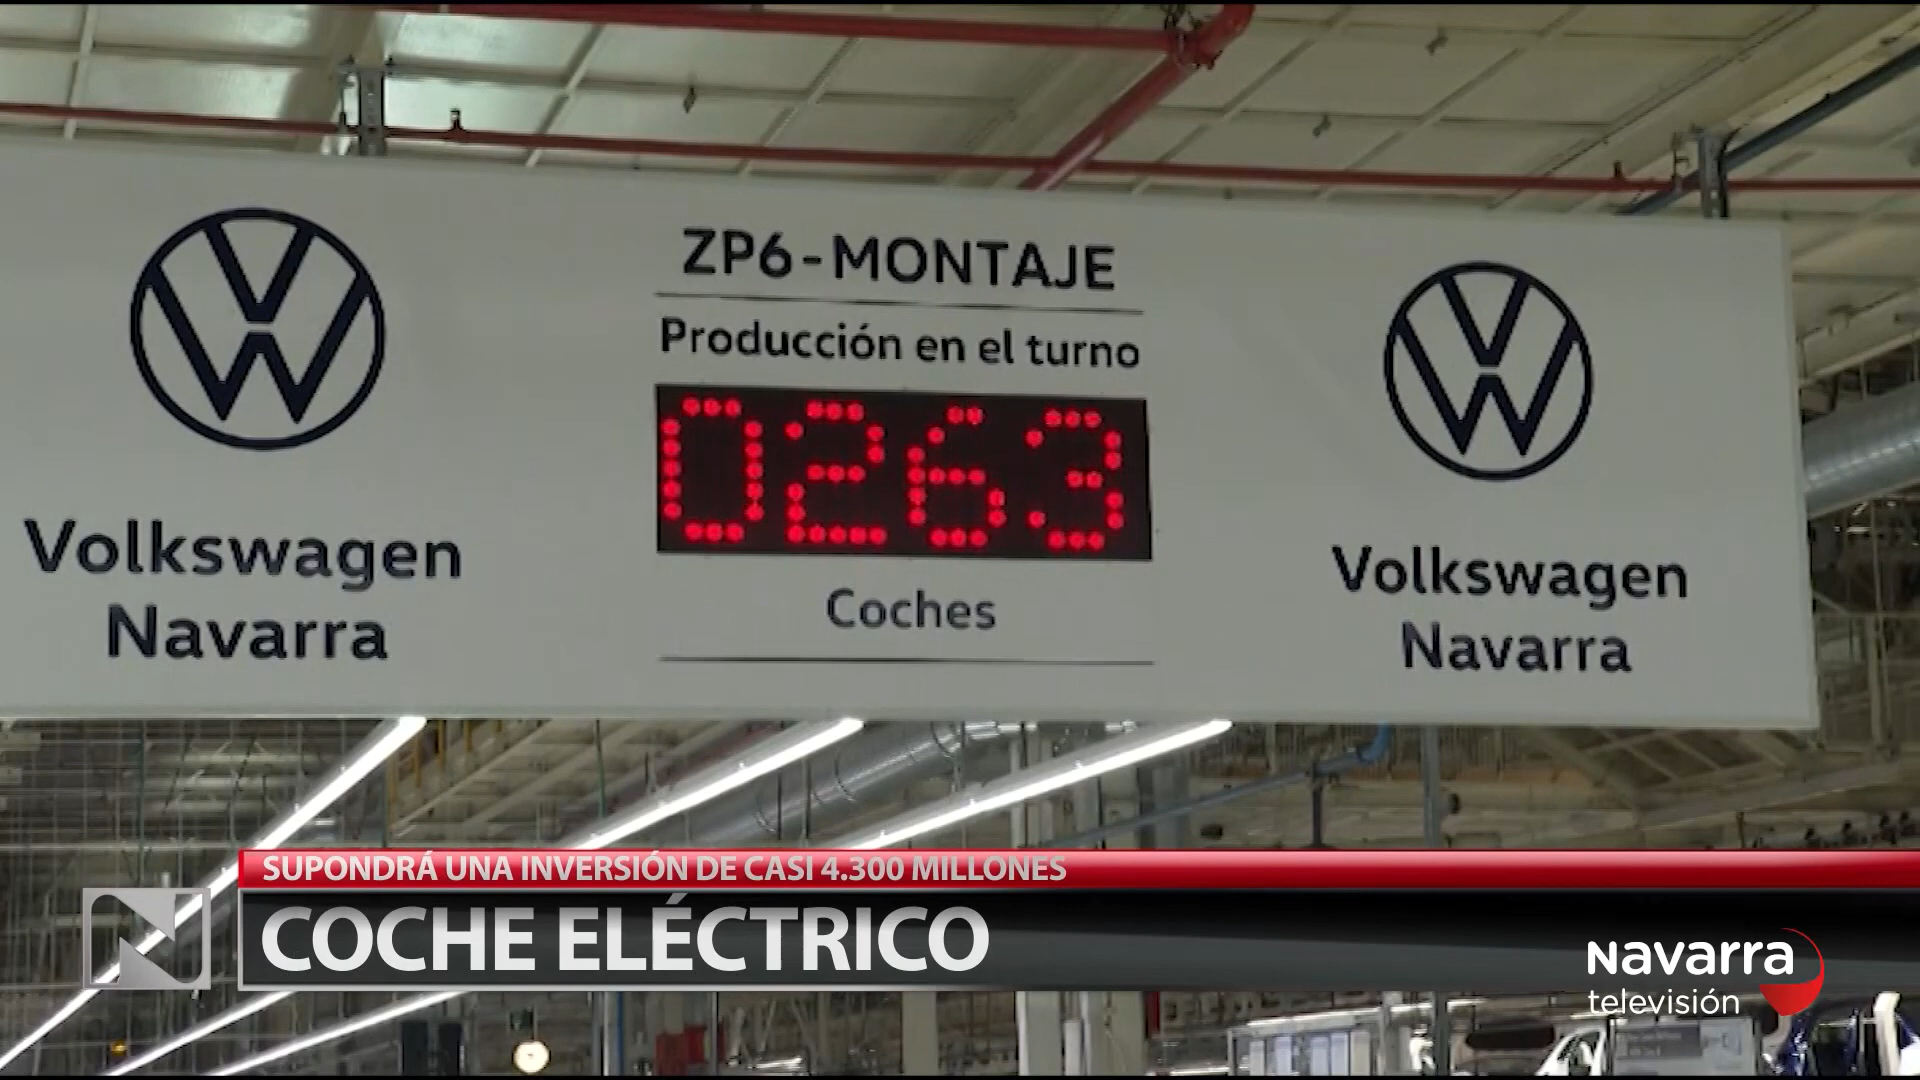 ZP6-MONTAJE
Producción en el turno
0263
Coches
Volkswagen
Navarra
Volkswagen
Navarra
SUPONDRÁ UNA INVERSIÓN DE CASI 4.300 MILLONES
COCHE ELÉCTRICO
Navarra
televisión